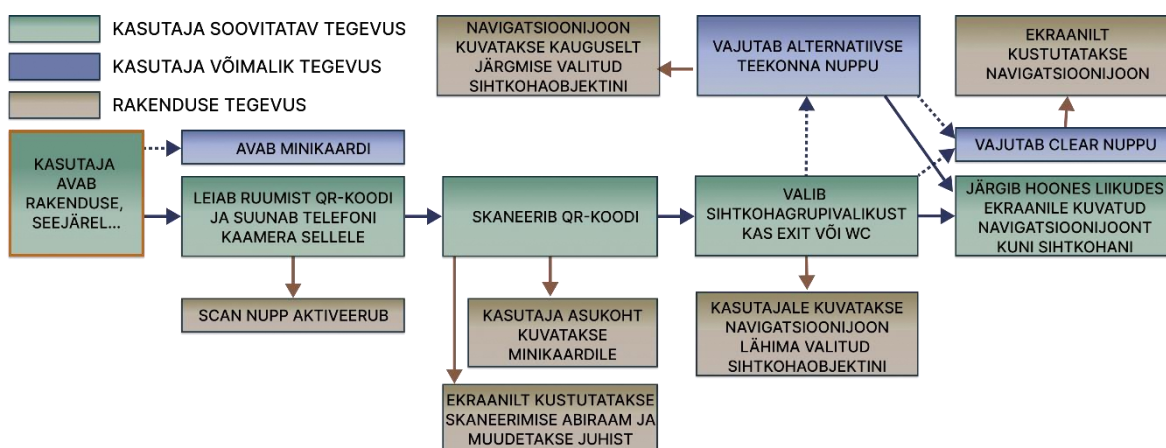 KASUTAJA SOOVITATAV TEGEVUS
KASUTAJA VÕIMALIK TEGEVUS
RAKENDUSE TEGEVUS
NAVIGATSIOONIJOON
KUVATAKSE KAUGUSELT
JÄRGMISE VALITUD
SIHTKOHAOBJEKTINI
VAJUTAB ALTERNATIIVSE
TEEKONNA NUPPU
EKRAANILT
KUSTUTATAKSE
NAVIGATSIOONIJOON
KASUTAJA
AVAB
RAKENDUSE,
SEEJÄREL...
AVAB MINIKAARDI
VAJUTAB CLEAR NUPPU
LEIAB RUUMIST QR-KOODI
JA SUUNAB TELEFONI
KAAMERA SELLELE
SKANEERIB QR-KOODI
VALIB
SIHTKOHAGRUPIVALIKUST
KAS EXIT VÕI WC
JÄRGIB HOONES LIIKUDES
EKRAANILE KUVATUD
NAVIGATSIOONIJOONT
KUNI SIHTKOHANI
SCAN NUPP AKTIVEERUB
KASUTAJA ASUKOHT
KUVATAKSE
MINIKAARDILE
KASUTAJALE KUVATAKSE
NAVIGATSIOONIJOON
LÄHIMA VALITUD
SIHTKOHAOBJEKTINI
EKRAANILT KUSTUTATAKSE
SKANEERIMISE ABIRAAM JA
MUUDETAKSE JUHIST